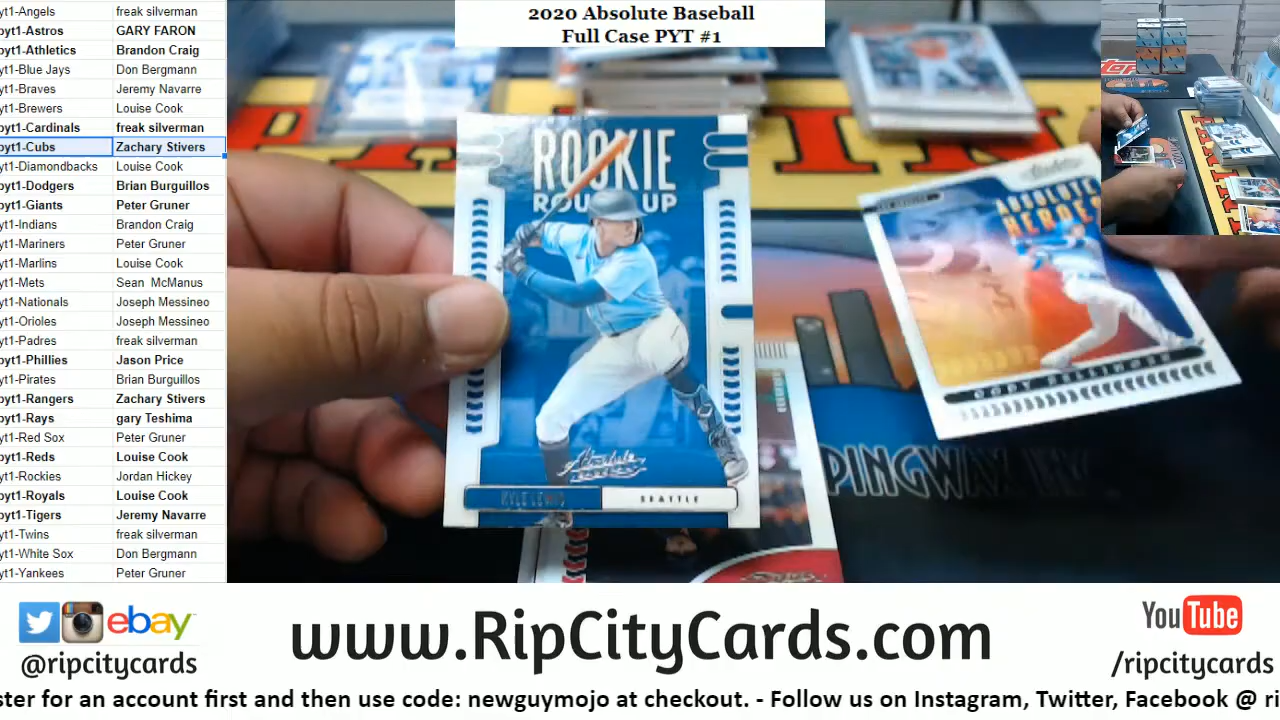 2020 Absolute Baseball
Full Case PYT #1
yt1-Angels freak silverman
pyt1-Astros GARY FARON
pyt1-Athletics Brandon Craig
yt1-Blue Jays Don Bergmann
yt1-Braves Jeremy Navarre
yt1-Brewers Louise Cook
pyt1-Cardinals freak silverman
pyt1-Cubs Zachary Stivers
yt1-Diamondbacks Louise Cook
pyt1-Dodgers Brian Burguillos
pyt1-Giants Peter Gruner
yt1-Indians Brandon Craig
yt1-Mariners Peter Gruner
yt1-Marlins Louise Cook
yt1-Mets Sean McManus
yt1-Nationals Joseph Messineo
yt1-Orioles Joseph Messineo
yt1-Padres freak silverman
pyt1-Phillies Jason Price
yt1-Pirates Brian Burguillos
pyt1-Rangers Zachary Stivers
pyt1-Rays gary Teshima
yt1-Red Sox Peter Gruner
pyt1-Reds Louise Cook
yt1-Rockies Jordan Hickey
pyt1-Royals Louise Cook
pyt1-Tigers Jeremy Navarre
yt1-Twins freak silverman
yt1-White Sox Don Bergmann
yt1-Yankees Peter Gruner
ROOKIE
ROUND UP
Absolute
KYLE LEWIS SEATTLE
ABSOLUTE
HEROES
CODY BELLINGER
PINGWAX
ebay
@ripcitycards
www.RipCityCards.com
YouTube
/ripcitycards
ster for an account first and then use code: newguymojo at checkout. - Follow us on Instagram, Twitter, Facebook @ ri